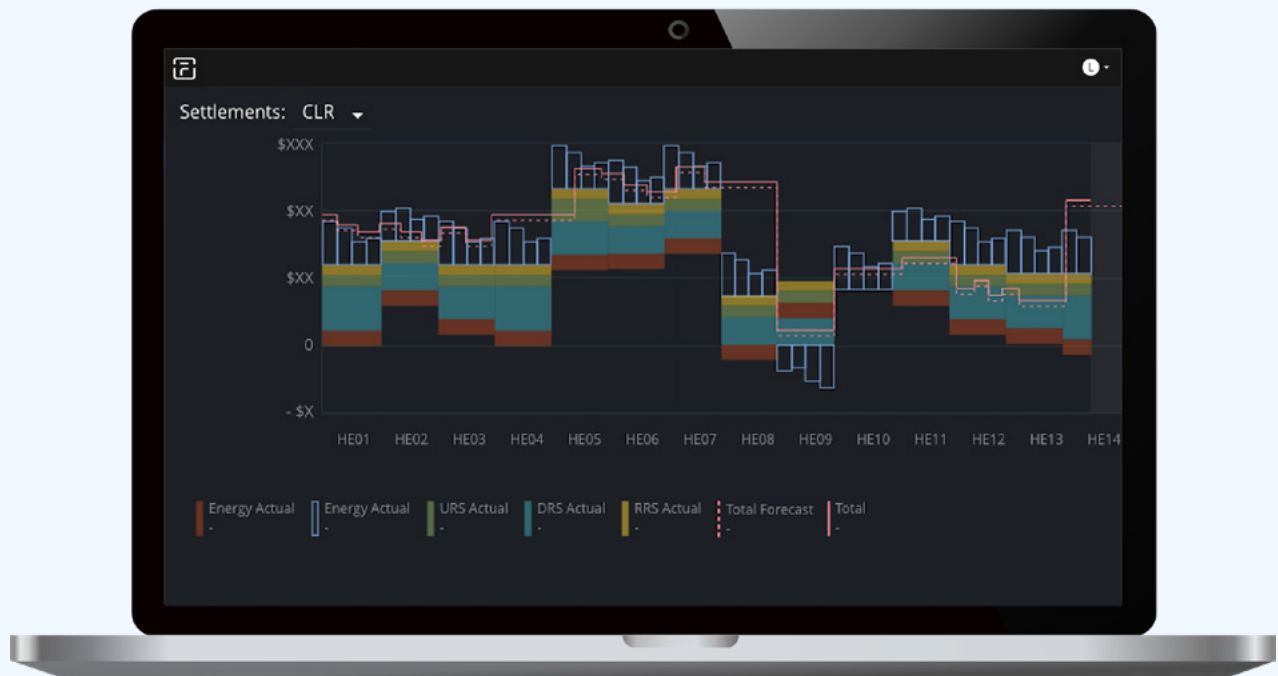 L
Settlements: CLR
$XXX
$XX
$XX
0
- $X
HE01 HE02 HE03 HE04 HE05 HE06 HE07 HE08 HE09 HE10 HE11 HE12 HE13 HE14
Energy Actual Energy Actual URS Actual DRS Actual RRS Actual Total Forecast Total
- - - - - - -